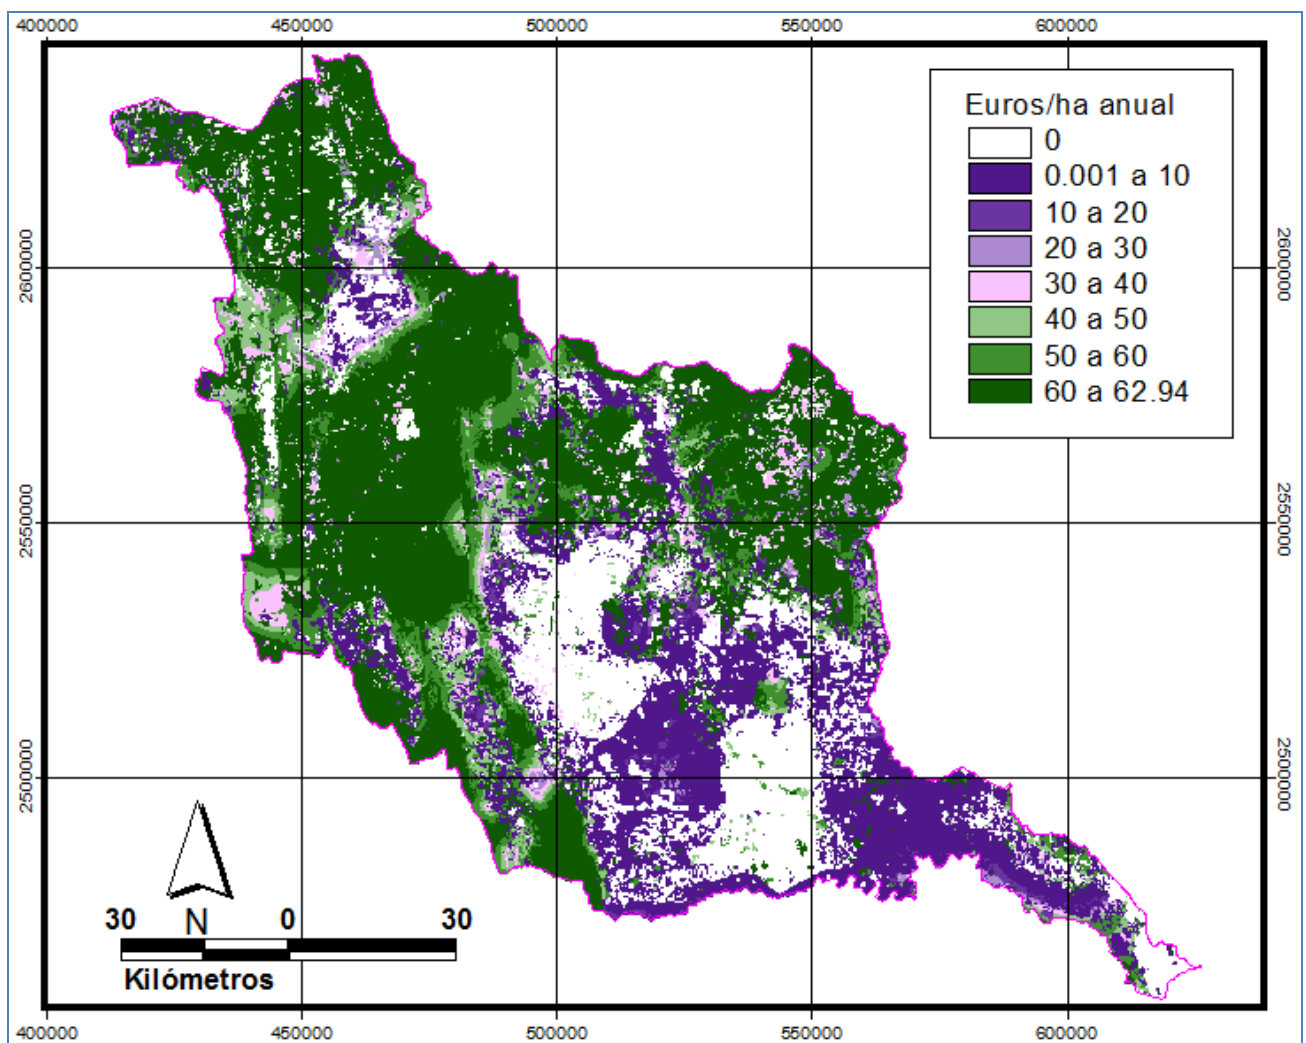 400000 450000 500000 550000 600000
Euros/ha anual
0
0.001 a 10
10 a 20
20 a 30
30 a 40
40 a 50
50 a 60
60 a 62.94
2600000 2600000
2550000 2550000
2500000 2500000
30 N 0 30
Kilómetros
400000 450000 500000 550000 600000